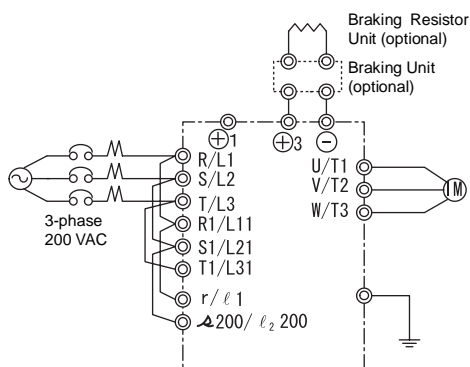 Braking Resistor
Unit (optional)
Braking Unit
(optional)
⊕1
⊕3
⊖
R/L1
S/L2
T/L3
R1/L11
S1/L21
T1/L31
r/ℓ1
𝓈200/ℓ₂ 200
U/T1
V/T2
W/T3
M
3-phase
200 VAC